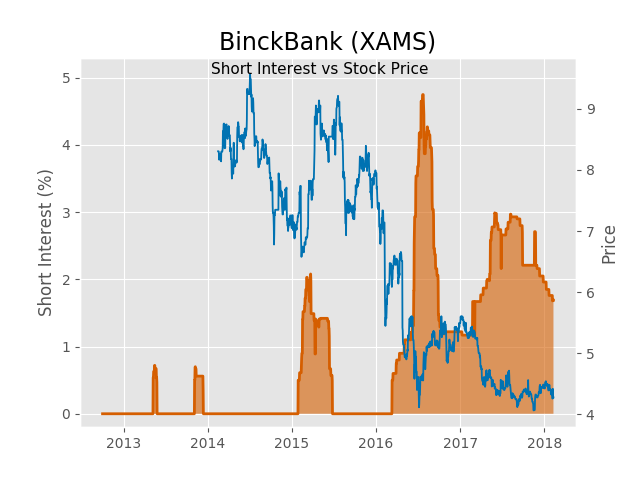 BinckBank (XAMS)
Short Interest vs Stock Price
Short Interest (%)
5
4
3
2
1
0
9
8
7
6
5
4
Price
2013 2014 2015 2016 2017 2018